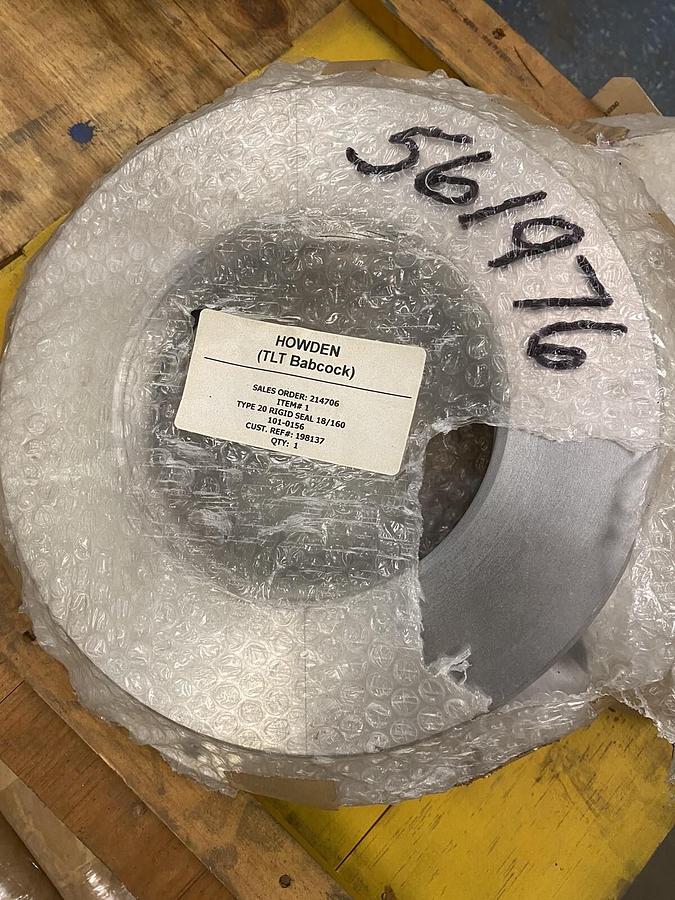 561976
HOWDEN
(TLT Babcock)
SALES ORDER: 214706
ITEM# 1
TYPE 20 RIGID SEAL 18/160
101-0156
CUST. REF#: 198137
QTY: 1